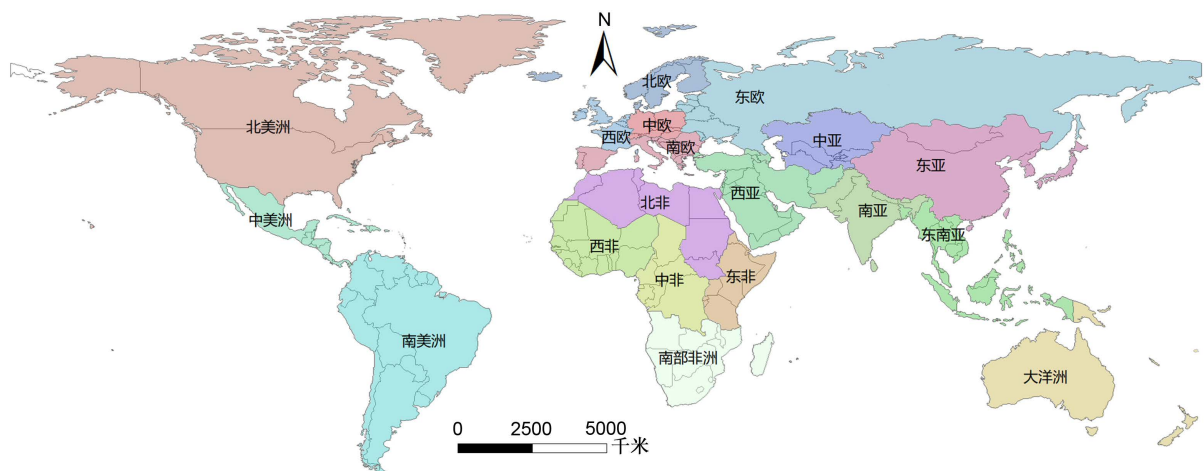 N
北欧
东欧
北美洲
中欧
西欧
南欧
中亚
东亚
中美洲
北非
西亚
南亚
东南亚
西非
中非
东非
南美洲
南部非洲
大洋洲
0 2500 5000
千米